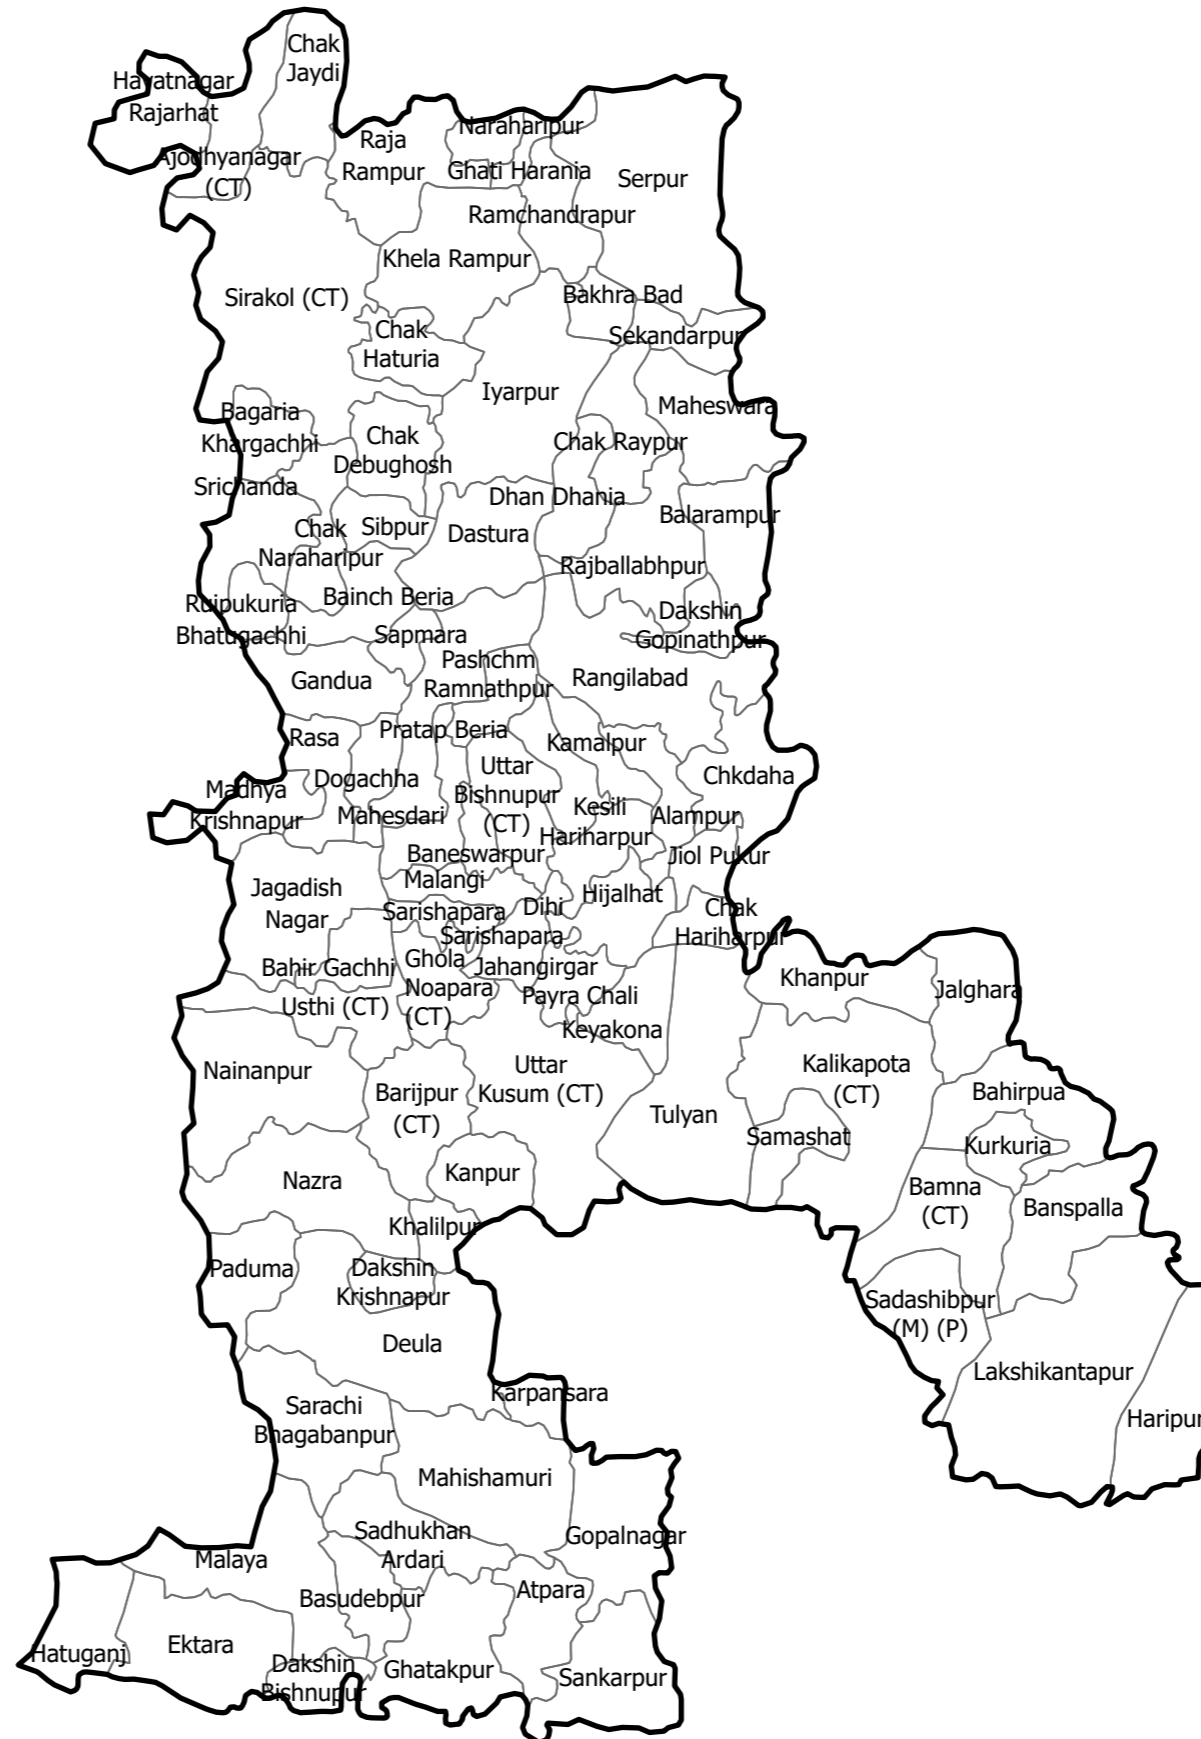 Chak
Jaydi
Hayatnagar
Rajarhat
Ajodhyanagar
(CT)
Raja
Rampur
Naraharipur
Ghati Harania
Serpur
Ramchandrapur
Khela Rampur
Sirakol (CT)
Bakhra Bad
Chak
Haturia
Sekandarpur
Iyarpur
Maheswara
Bagaria
Khargachhi
Chak
Debughosh
Chak Raypur
Srichanda
Dhan Dhania
Chak
Naraharipur
Sibpur
Dastura
Balarampur
Rajballabhpur
Ruipukuria
Bhatugachhi
Bainch Beria
Dakshin
Gopinathpur
Sapmara
Gandua
Pashchm
Ramnathpur
Rangilabad
Rasa
Pratap Beria
Kamalpur
Madhya
Krishnapur
Dogachha
Uttar
Bishnupur
(CT)
Chkdaha
Mahesdari
Kesili
Hariharpur
Alampur
Baneswarpur
Jiol Pukur
Jagadish
Nagar
Malangi
Hijalhat
Sarishapara
Dihi
Sarishapara
Chak
Hariharpur
Bahir Gachhi
Ghola
Noapara
(CT)
Jahangirgar
Khanpur
Jalghara
Usthi (CT)
Payra Chali
Keyakona
Nainanpur
Barijpur
(CT)
Uttar
Kusum (CT)
Kalikapota
(CT)
Bahirpua
Tulyan
Samashat
Kurkuria
Nazra
Kanpur
Bamna
(CT)
Banspalla
Khalilpur
Paduma
Dakshin
Krishnapur
Sadashibpur
(M) (P)
Deula
Lakshikantapur
Karpansara
Haripur
Sarachi
Bhagabanpur
Mahishamuri
Sadhukhan
Ardari
Gopalnagar
Malaya
Basudebpur
Atpara
Hatuganj
Ektara
Dakshin
Bishnupur
Ghatakpur
Sankarpur